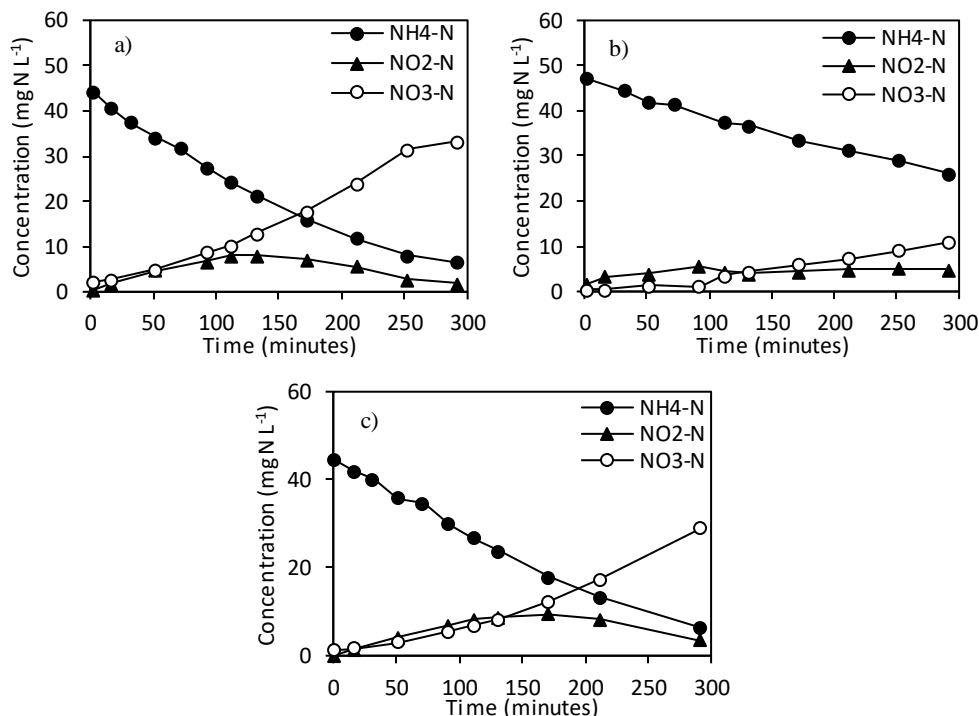 a)
Concentration (mg N L⁻¹)
60
50
40
30
20
10
0
NH4-N
NO2-N
NO3-N
0 50 100 150 200 250 300
Time (minutes)
b)
Concentration (mg N L⁻¹)
60
50
40
30
20
10
0
NH4-N
NO2-N
NO3-N
0 50 100 150 200 250 300
Time (minutes)
c)
Concentration (mg N L⁻¹)
60
40
20
0
NH4-N
NO2-N
NO3-N
0 50 100 150 200 250 300
Time (minutes)